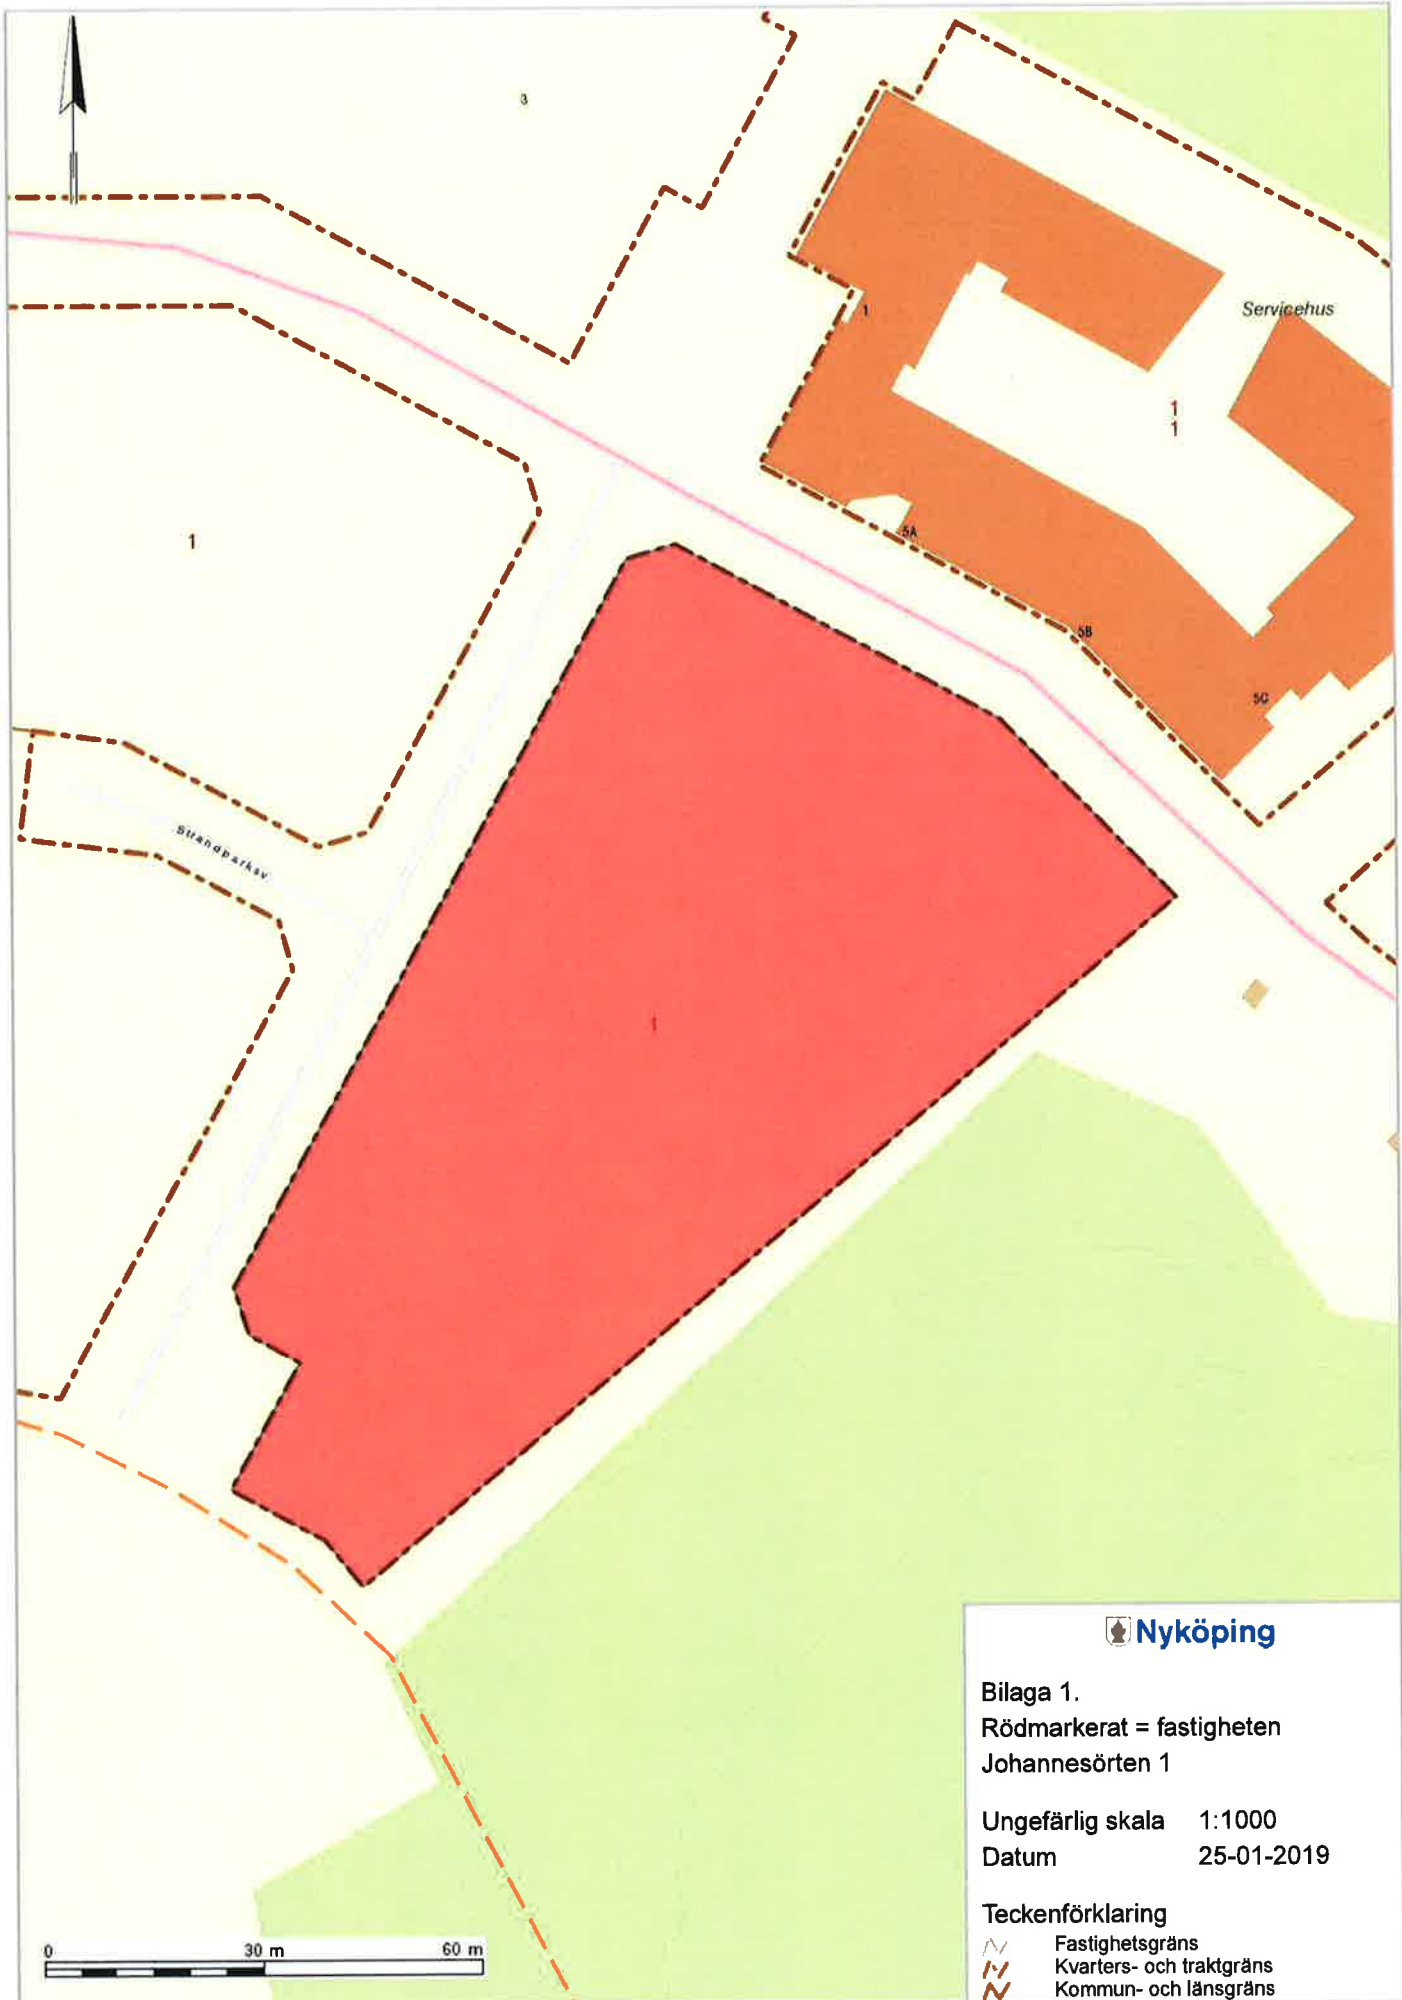 3
Servicehus
1
1
1
1
5A
5B
5C
Strandparksv.
1
Nyköping
Bilaga 1.
Rödmarkerat = fastigheten
Johannesörten 1
Ungefärlig skala 1:1000
Datum 25-01-2019
Teckenförklaring
Fastighetsgräns
Kvarters- och traktgräns
Kommun- och länsgräns
0 30 m 60 m